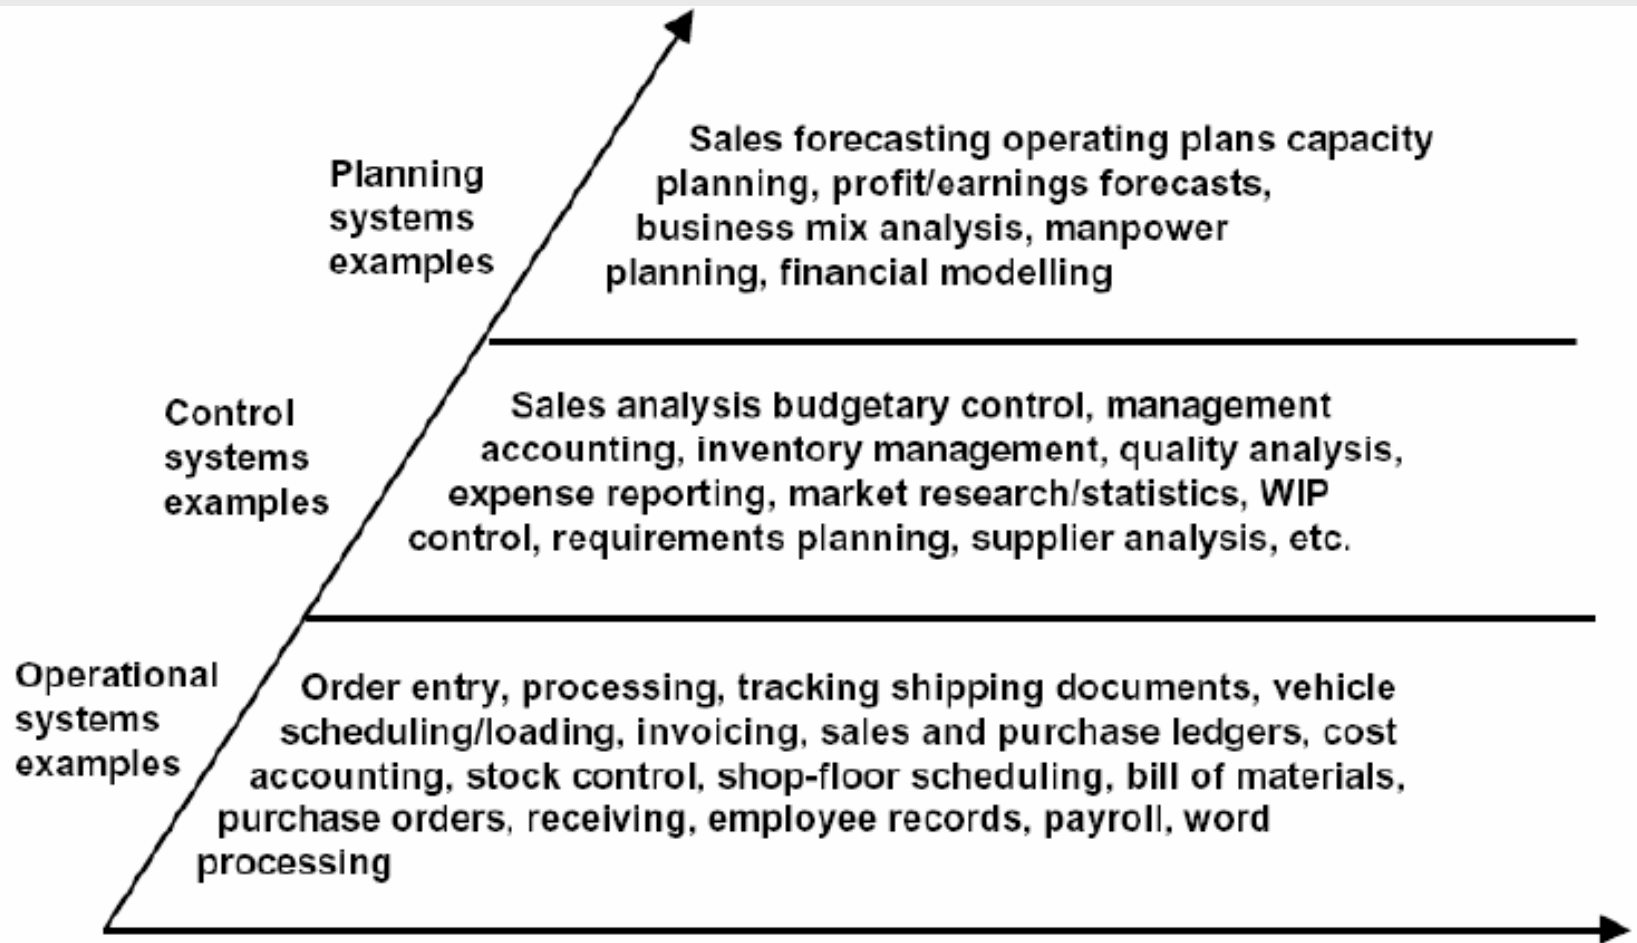 Planning
systems
examples
Sales forecasting operating plans capacity
planning, profit/earnings forecasts,
business mix analysis, manpower
planning, financial modelling
Control
systems
examples
Sales analysis budgetary control, management
accounting, inventory management, quality analysis,
expense reporting, market research/statistics, WIP
control, requirements planning, supplier analysis, etc.
Operational
systems
examples
Order entry, processing, tracking shipping documents, vehicle
scheduling/loading, invoicing, sales and purchase ledgers, cost
accounting, stock control, shop-floor scheduling, bill of materials,
purchase orders, receiving, employee records, payroll, word
processing